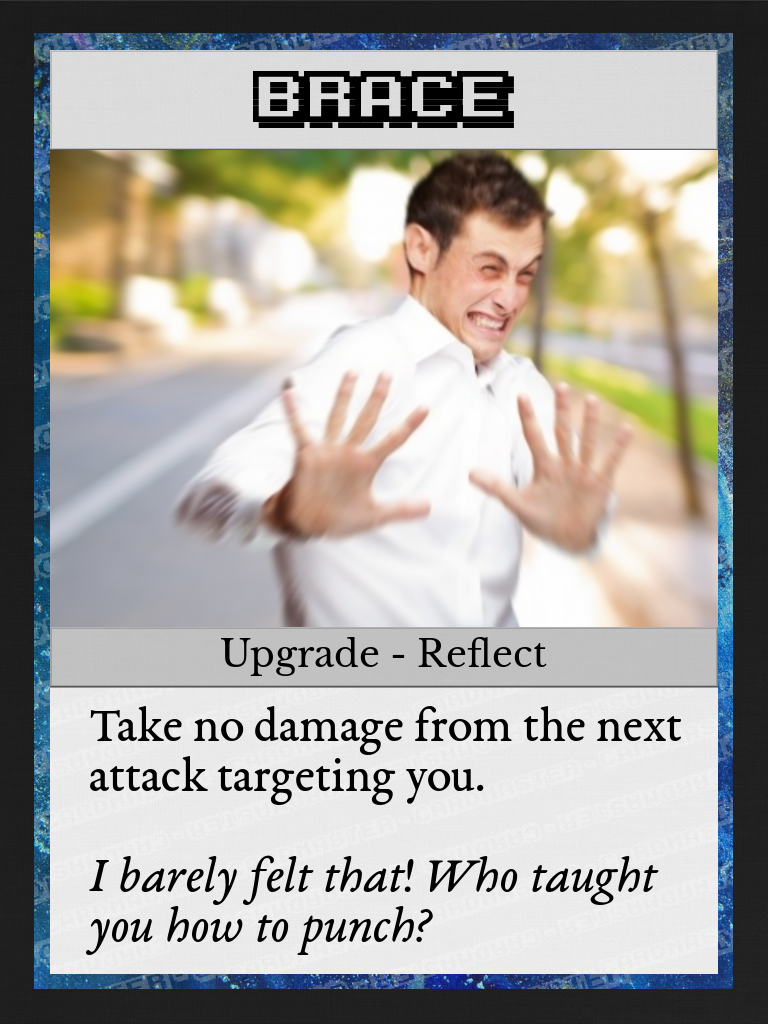 BRACE
Upgrade - Reflect
Take no damage from the next
attack targeting you.
I barely felt that! Who taught
you how to punch?